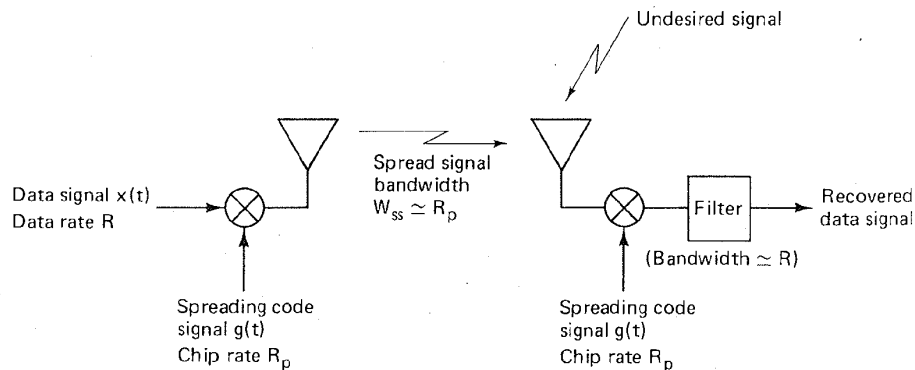 Undesired signal
Spread signal
bandwidth
W_ss ≃ R_p
Data signal x(t)
Data rate R
Filter
Recovered
data signal
(Bandwidth ≃ R)
Spreading code
signal g(t)
Chip rate R_p
Spreading code
signal g(t)
Chip rate R_p